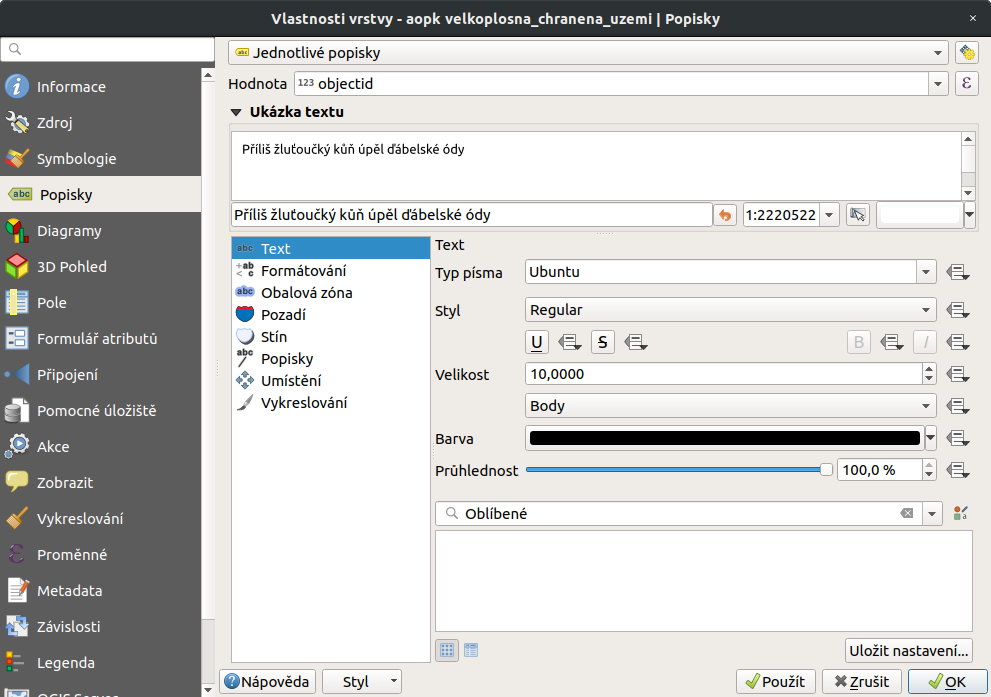 Vlastnosti vrstvy - aopk velkoplosna_chranena_uzemi | Popisky
Informace
Zdroj
Symbologie
abc Popisky
Diagramy
3D Pohled
Pole
Formulář atributů
Připojení
Pomocné úložiště
Akce
Zobrazit
Vykreslování
Proměnné
Metadata
Závislosti
Legenda
QGIS Server
abc Jednotlivé popisky
Hodnota 123 objectid ε
Ukázka textu
Příliš žluťoučký kůň úpěl ďábelské ódy
Příliš žluťoučký kůň úpěl ďábelské ódy 1:2220522
abc Text
+ab < c Formátování
abc Obalová zóna
Pozadí
Stín
abc Popisky
Umístění
Vykreslování
Text
Typ písma Ubuntu
Styl Regular
U S B I
Velikost 10,0000
Body
Barva
Průhlednost 100,0 %
Oblíbené
Uložit nastavení...
Nápověda Styl Použít Zrušit OK